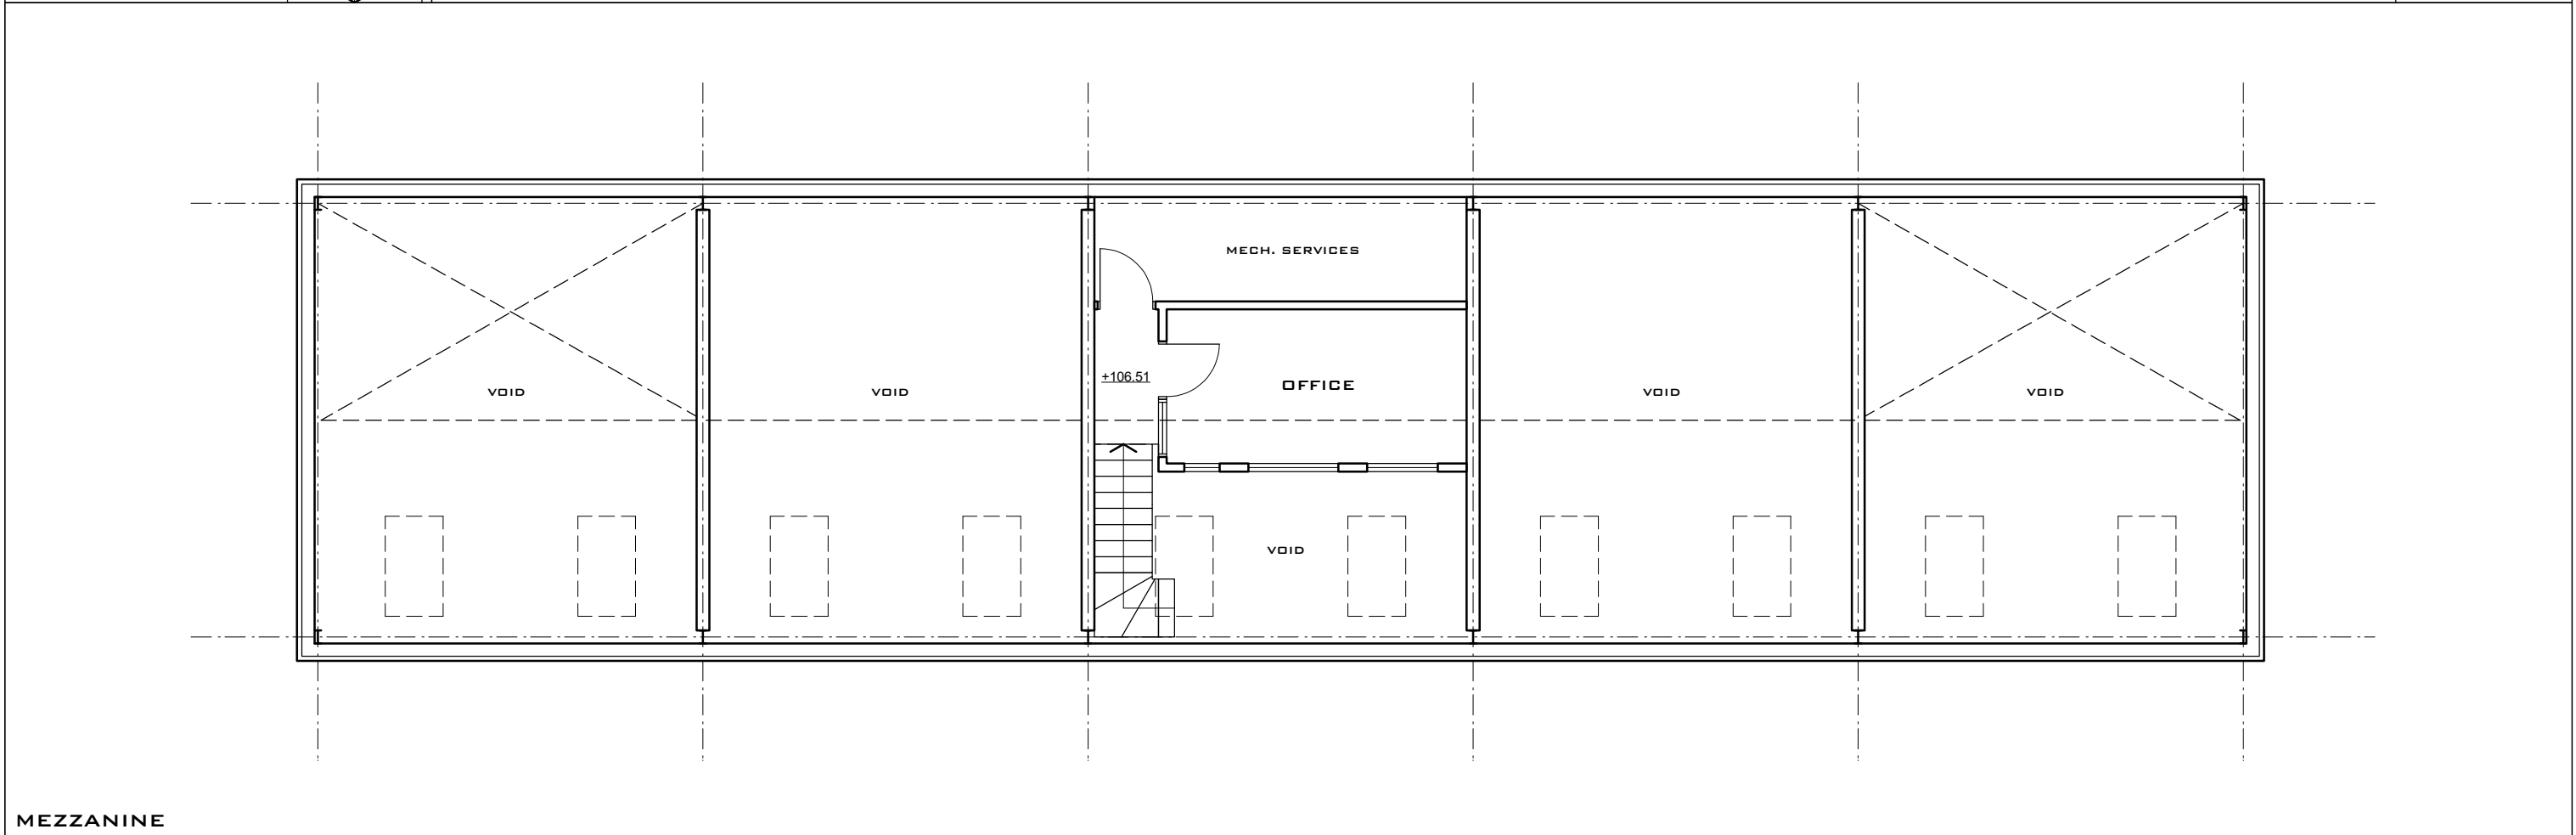 MECH. SERVICES
+106.51
OFFICE
VOID
VOID
VOID
VOID
VOID
MEZZANINE